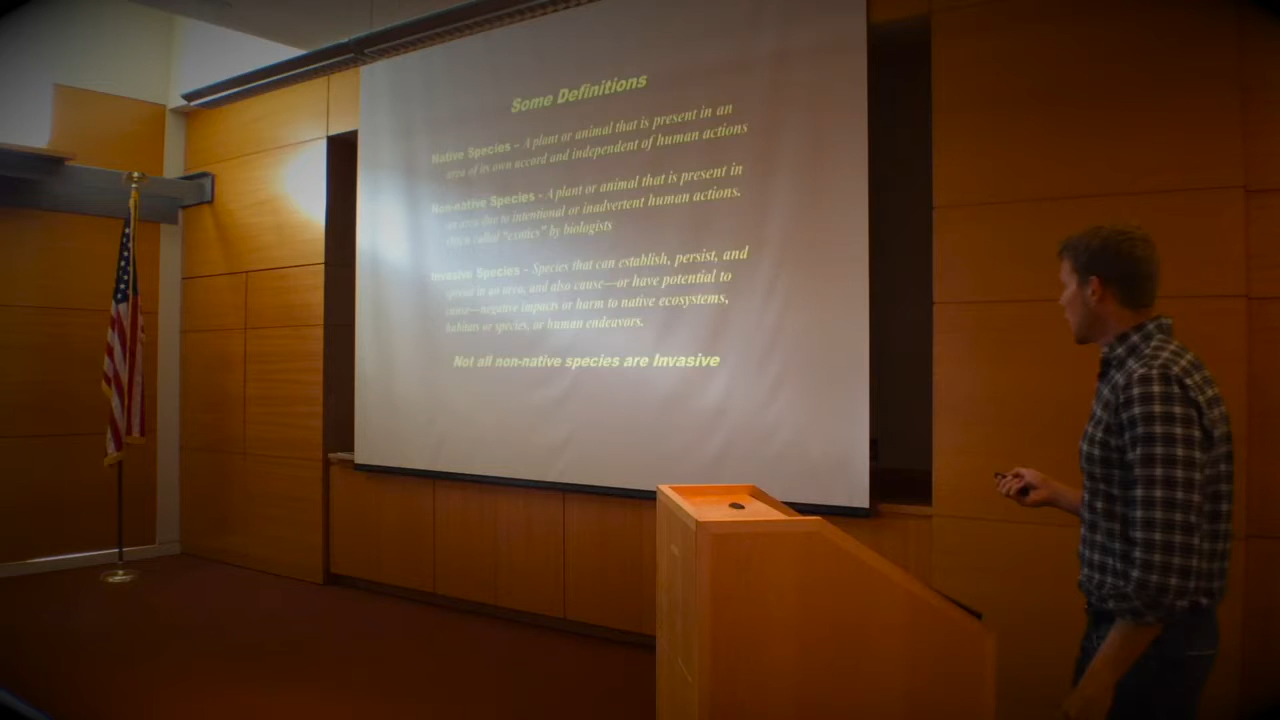 Some Definitions
Native Species – A plant or animal that is present in an
area of its own accord and independent of human actions
Non-native Species - A plant or animal that is present in
an area due to intentional or inadvertent human actions.
Often called “exotics” by biologists
Invasive Species – Species that can establish, persist, and
spread in an area, and also cause—or have potential to
cause—negative impacts or harm to native ecosystems,
habitats or species, or human endeavors.
Not all non-native species are Invasive